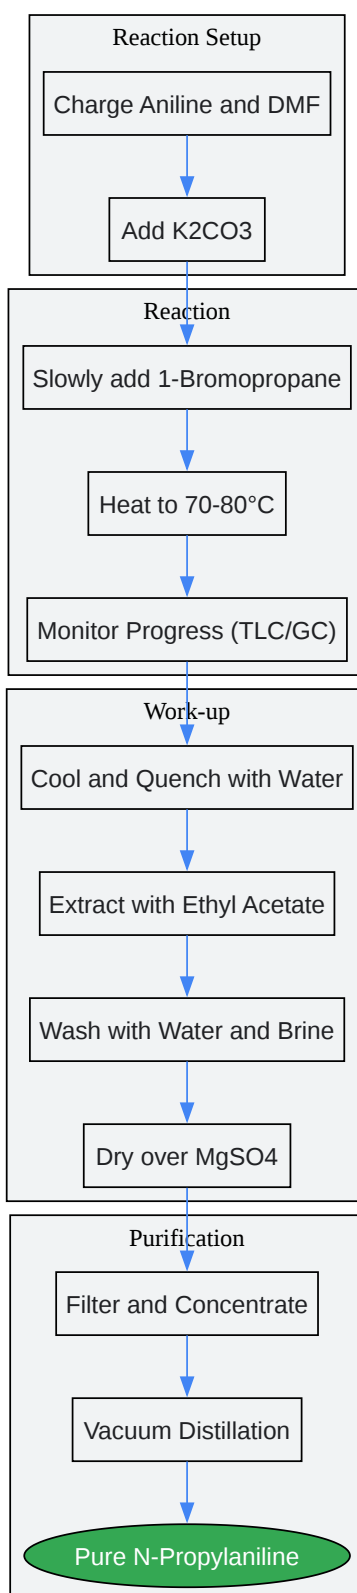 Reaction Setup
Charge Aniline and DMF
Add K2CO3
Reaction
Slowly add 1-Bromopropane
Heat to 70-80°C
Monitor Progress (TLC/GC)
Work-up
Cool and Quench with Water
Extract with Ethyl Acetate
Wash with Water and Brine
Dry over MgSO4
Purification
Filter and Concentrate
Vacuum Distillation
Pure N-Propylaniline